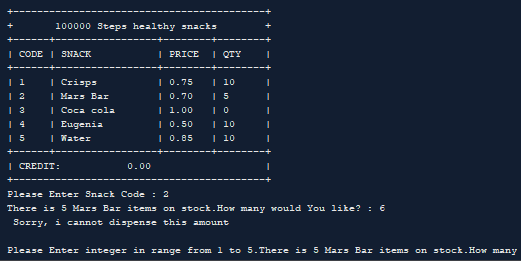 +-----------------------------------------+
+ 100000 Steps healthy snacks +
+------+-----------------+--------+--------+
| CODE | SNACK | PRICE | QTY |
+------+-----------------+--------+--------+
| 1 | Crisps | 0.75 | 10 |
| 2 | Mars Bar | 0.70 | 5 |
| 3 | Coca cola | 1.00 | 0 |
| 4 | Eugenia | 0.50 | 10 |
| 5 | Water | 0.85 | 10 |
+------+-----------------+--------+--------+
| CREDIT: 0.00 |
+-----------------------------------------+
Please Enter Snack Code : 2
There is 5 Mars Bar items on stock.How many would You like? : 6
Sorry, i cannot dispense this amount
Please Enter integer in range from 1 to 5.There is 5 Mars Bar items on stock.How many